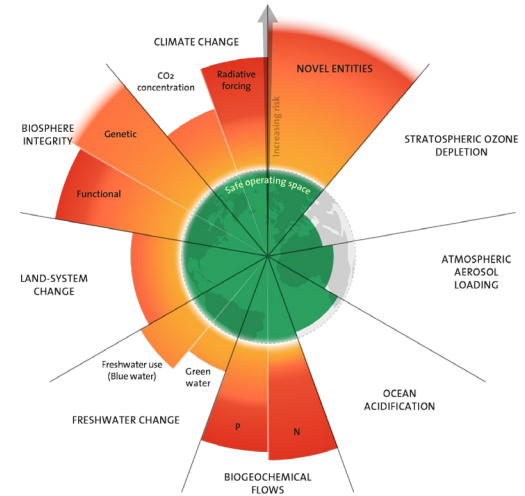 CLIMATE CHANGE
CO2
concentration
Radiative
forcing
NOVEL ENTITIES
Increasing risk
STRATOSPHERIC OZONE
DEPLETION
BIOSPHERE
INTEGRITY
Genetic
Functional
Safe operating space
ATMOSPHERIC
AEROSOL
LOADING
LAND-SYSTEM
CHANGE
Freshwater use
(Blue water)
Green
water
FRESHWATER CHANGE
P
N
OCEAN
ACIDIFICATION
BIOGEOCHEMICAL
FLOWS